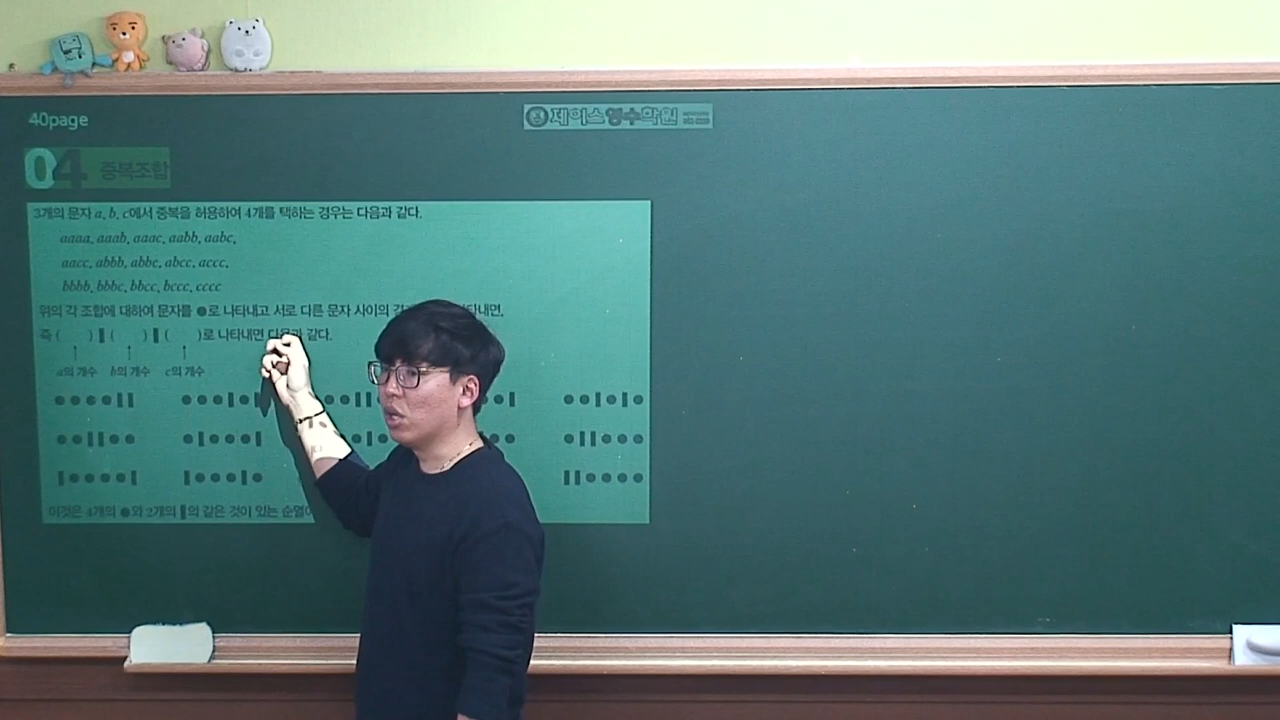 40page
제이스영수학원
04 중복조합
3개의 문자 a, b, c에서 중복을 허용하여 4개를 택하는 경우는 다음과 같다.
aaaa, aaab, aaac, aabb, aabc,
aacc, abbb, abbc, abcc, accc,
bbbb, bbbc, bbcc, bccc, cccc
위의 각 조합에 대하여 문자를 ●로 나타내고 서로 다른 문자 사이의 타내면,
즉 ( )▌( )▌( )로 나타내면 다음과 같다.
a의 개수 b의 개수 c의 개수
이것은 4개의 ●와 2개의 ▌의 같은 것이 있는 순열